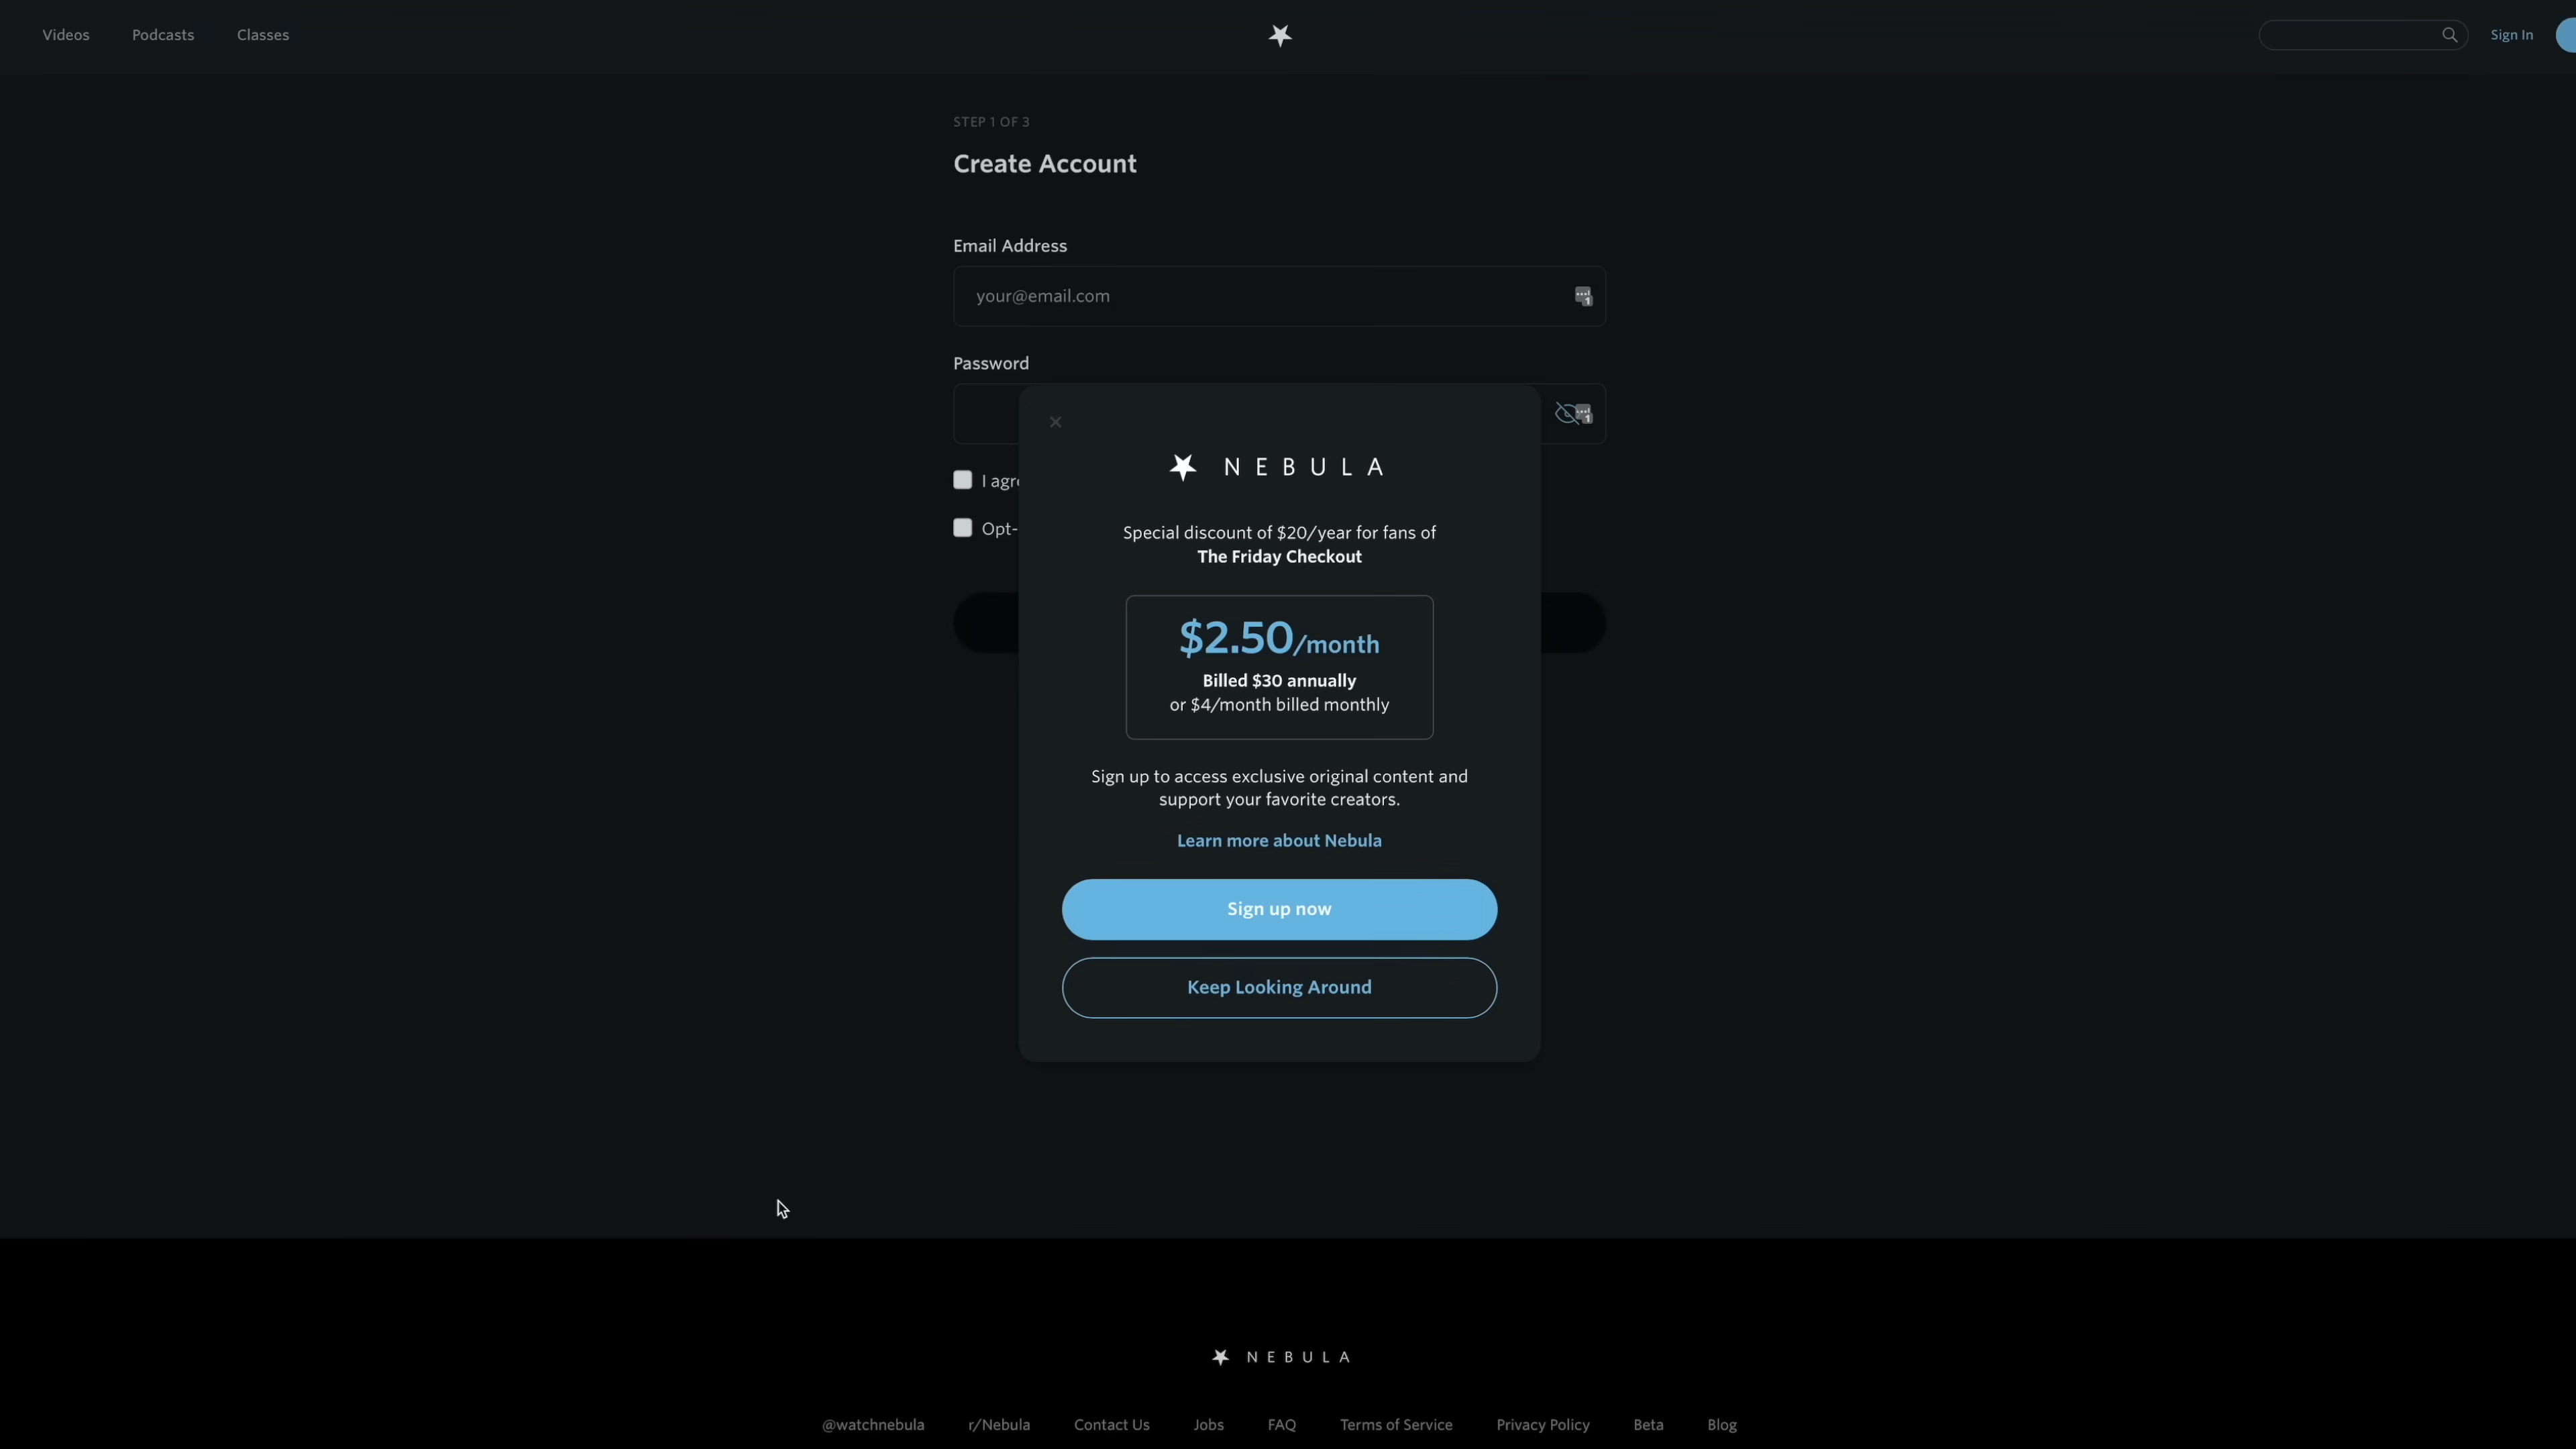 Videos
Podcasts
Classes
Sign In
STEP 1 OF 3
Create Account
Email Address
your@email.com
Password
I agre
Opt-
NEBULA
Special discount of $20/year for fans of
The Friday Checkout
$2.50/month
Billed $30 annually
or $4/month billed monthly
Sign up to access exclusive original content and
support your favorite creators.
Learn more about Nebula
Sign up now
Keep Looking Around
NEBULA
@watchnebula
r/Nebula
Contact Us
Jobs
FAQ
Terms of Service
Privacy Policy
Beta
Blog